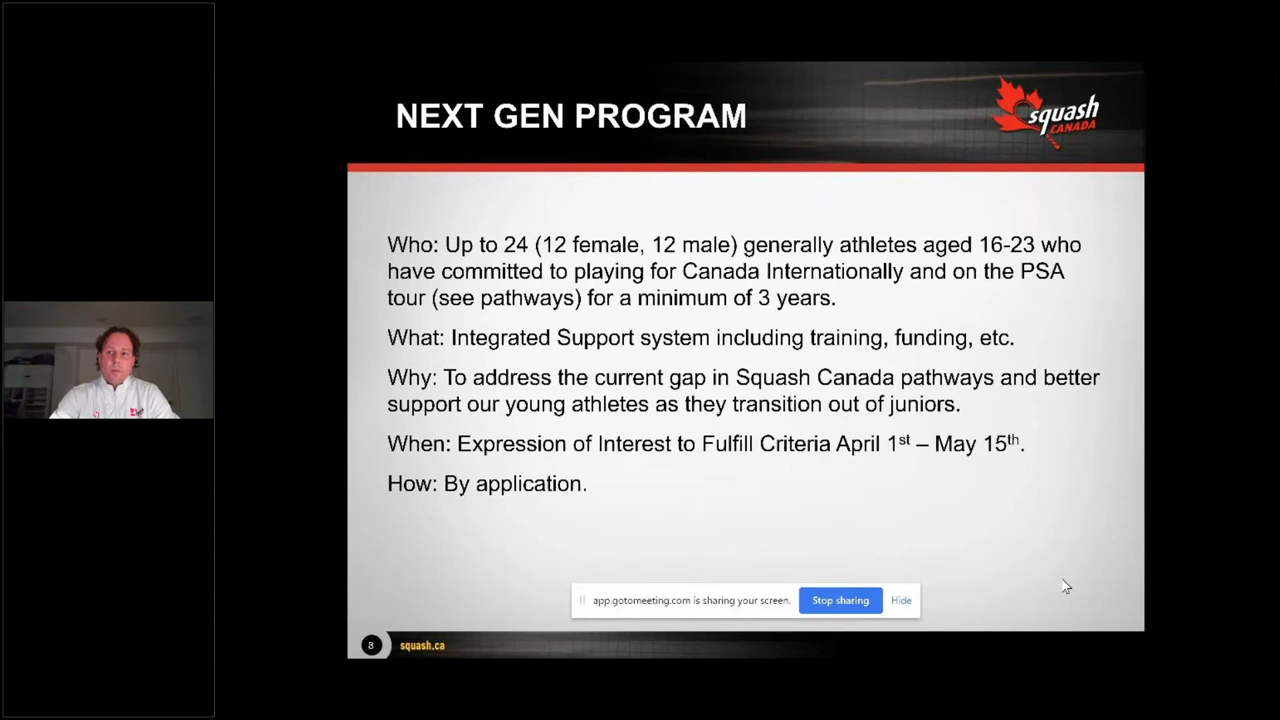 NEXT GEN PROGRAM
squash
CANADA
Who: Up to 24 (12 female, 12 male) generally athletes aged 16-23 who
have committed to playing for Canada Internationally and on the PSA
tour (see pathways) for a minimum of 3 years.
What: Integrated Support system including training, funding, etc.
Why: To address the current gap in Squash Canada pathways and better
support our young athletes as they transition out of juniors.
When: Expression of Interest to Fulfill Criteria April 1st – May 15th.
How: By application.
app.gotomeeting.com is sharing your screen. Stop sharing Hide
8 squash.ca